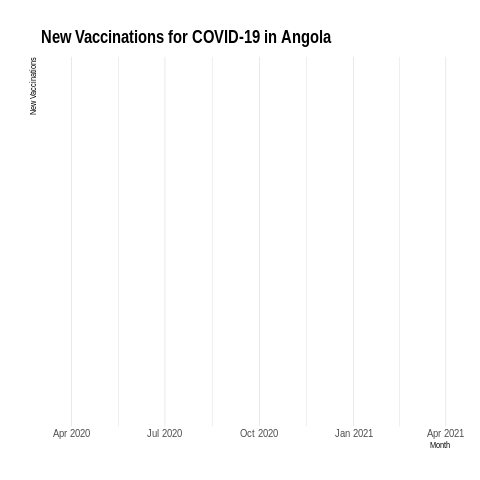 New Vaccinations for COVID-19 in Angola
New Vaccinations
Apr 2020 Jul 2020 Oct 2020 Jan 2021 Apr 2021
Month